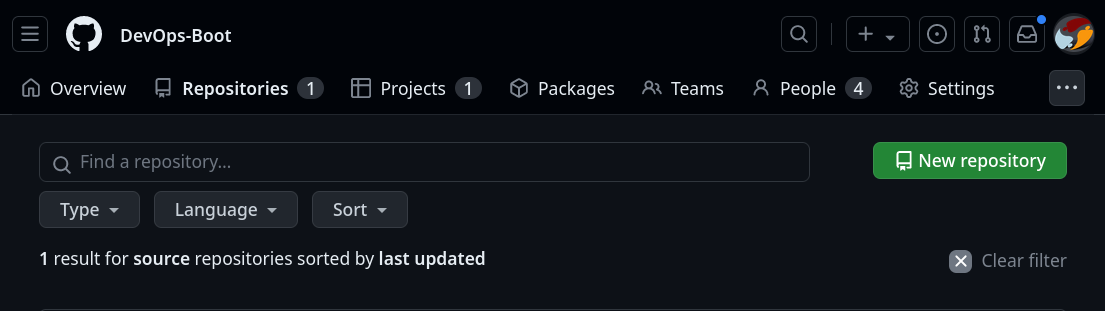 DevOps-Boot
Overview Repositories 1 Projects 1 Packages Teams People 4 Settings
Find a repository... New repository
Type Language Sort
1 result for source repositories sorted by last updated Clear filter